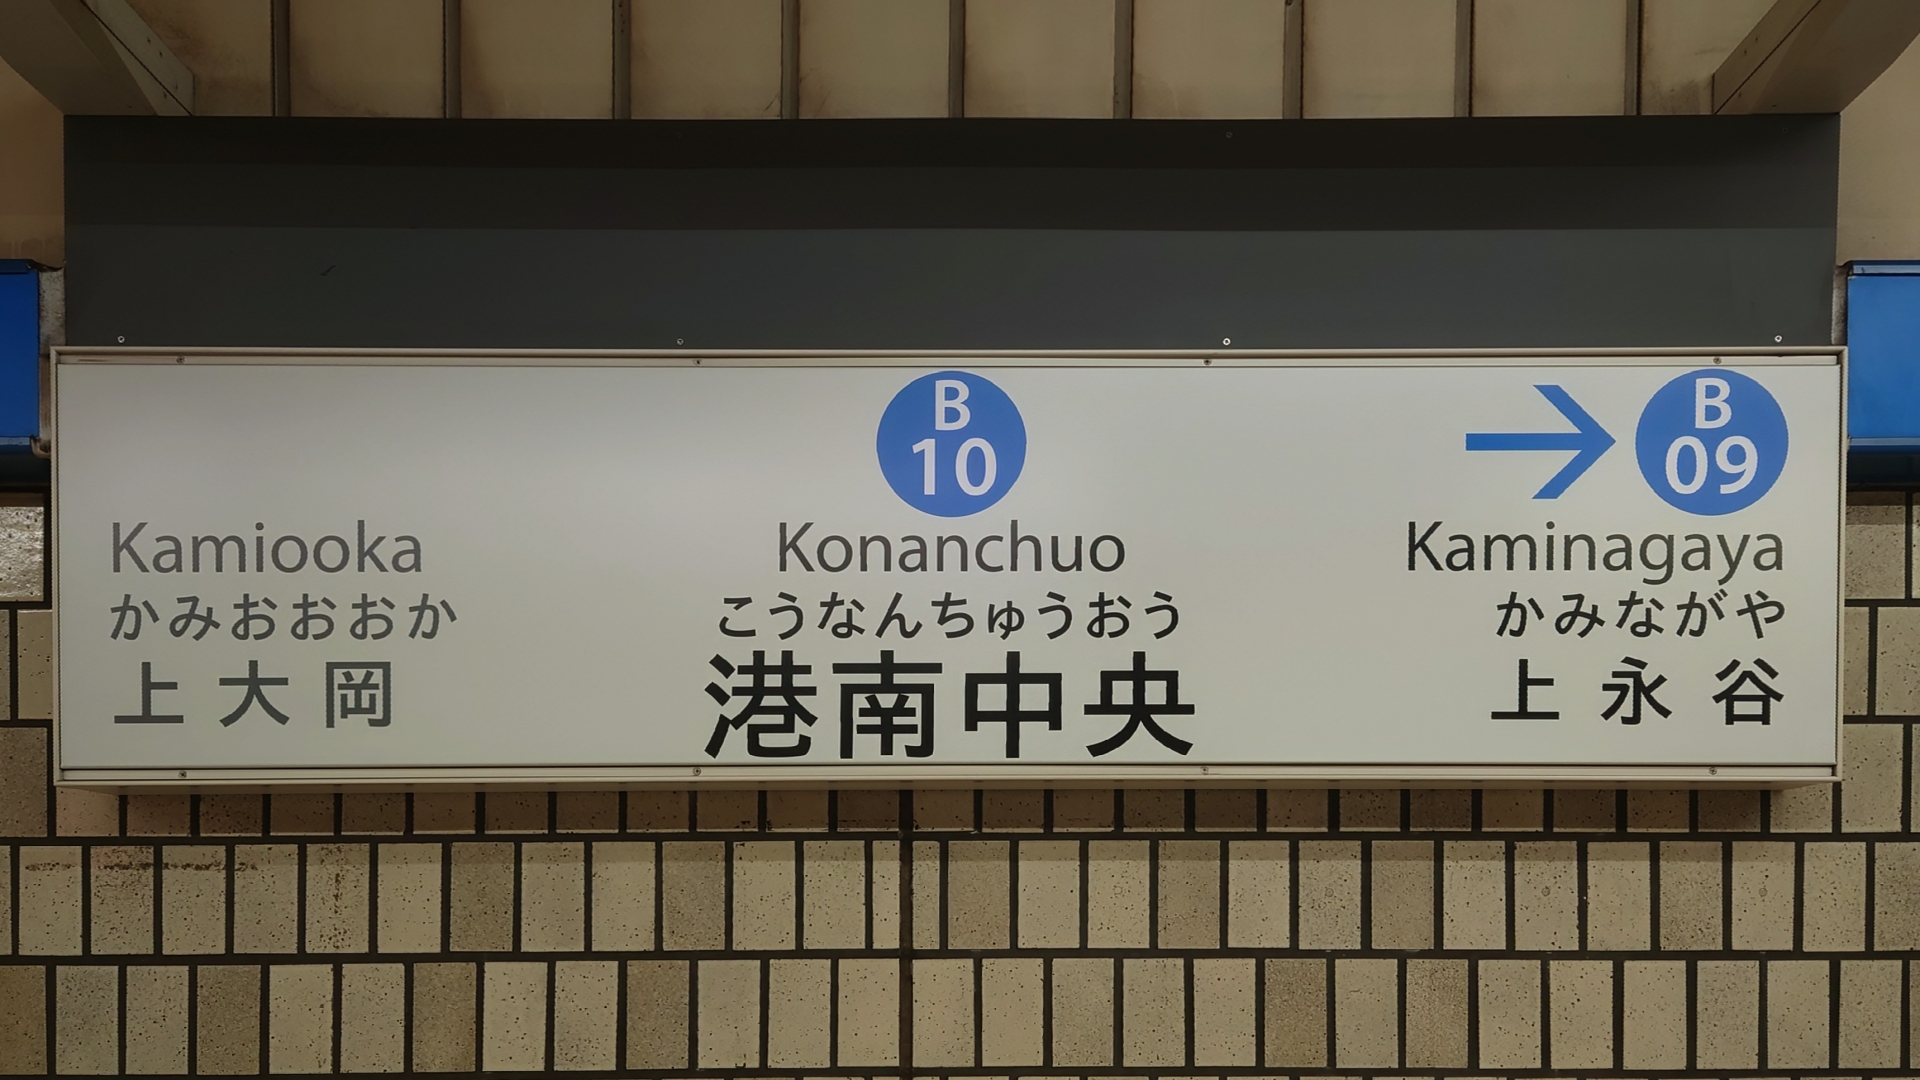 B
10
→ B
09
Kamiooka
かみおおおか
上大岡
Konanchuo
こうなんちゅうおう
港南中央
Kaminagaya
かみながや
上永谷